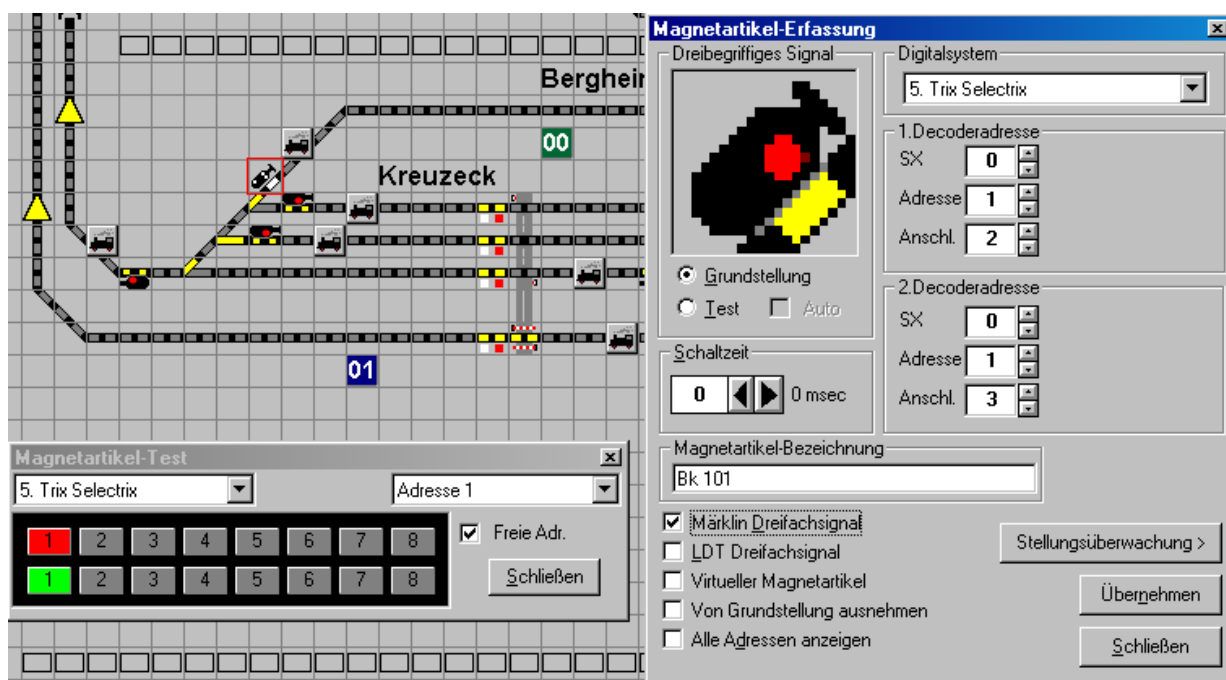 Berghein
00
Kreuzeck
01
Magnetartikel-Test
5. Trix Selectrix
Adresse 1
1 2 3 4 5 6 7 8
1 2 3 4 5 6 7 8
Freie Adr.
Schließen
Magnetartikel-Erfassung
Dreibegriffiges Signal
Grundstellung
Test
Auto
Schaltzeit
0
0 msec
Digitalsystem
5. Trix Selectrix
1.Decoderadresse
SX 0
Adresse 1
Anschl. 2
2.Decoderadresse
SX 0
Adresse 1
Anschl. 3
Magnetartikel-Bezeichnung
Bk 101
Märklin Dreifachsignal
LDT Dreifachsignal
Virtueller Magnetartikel
Von Grundstellung ausnehmen
Alle Adressen anzeigen
Stellungsüberwachung >
Übernehmen
Schließen